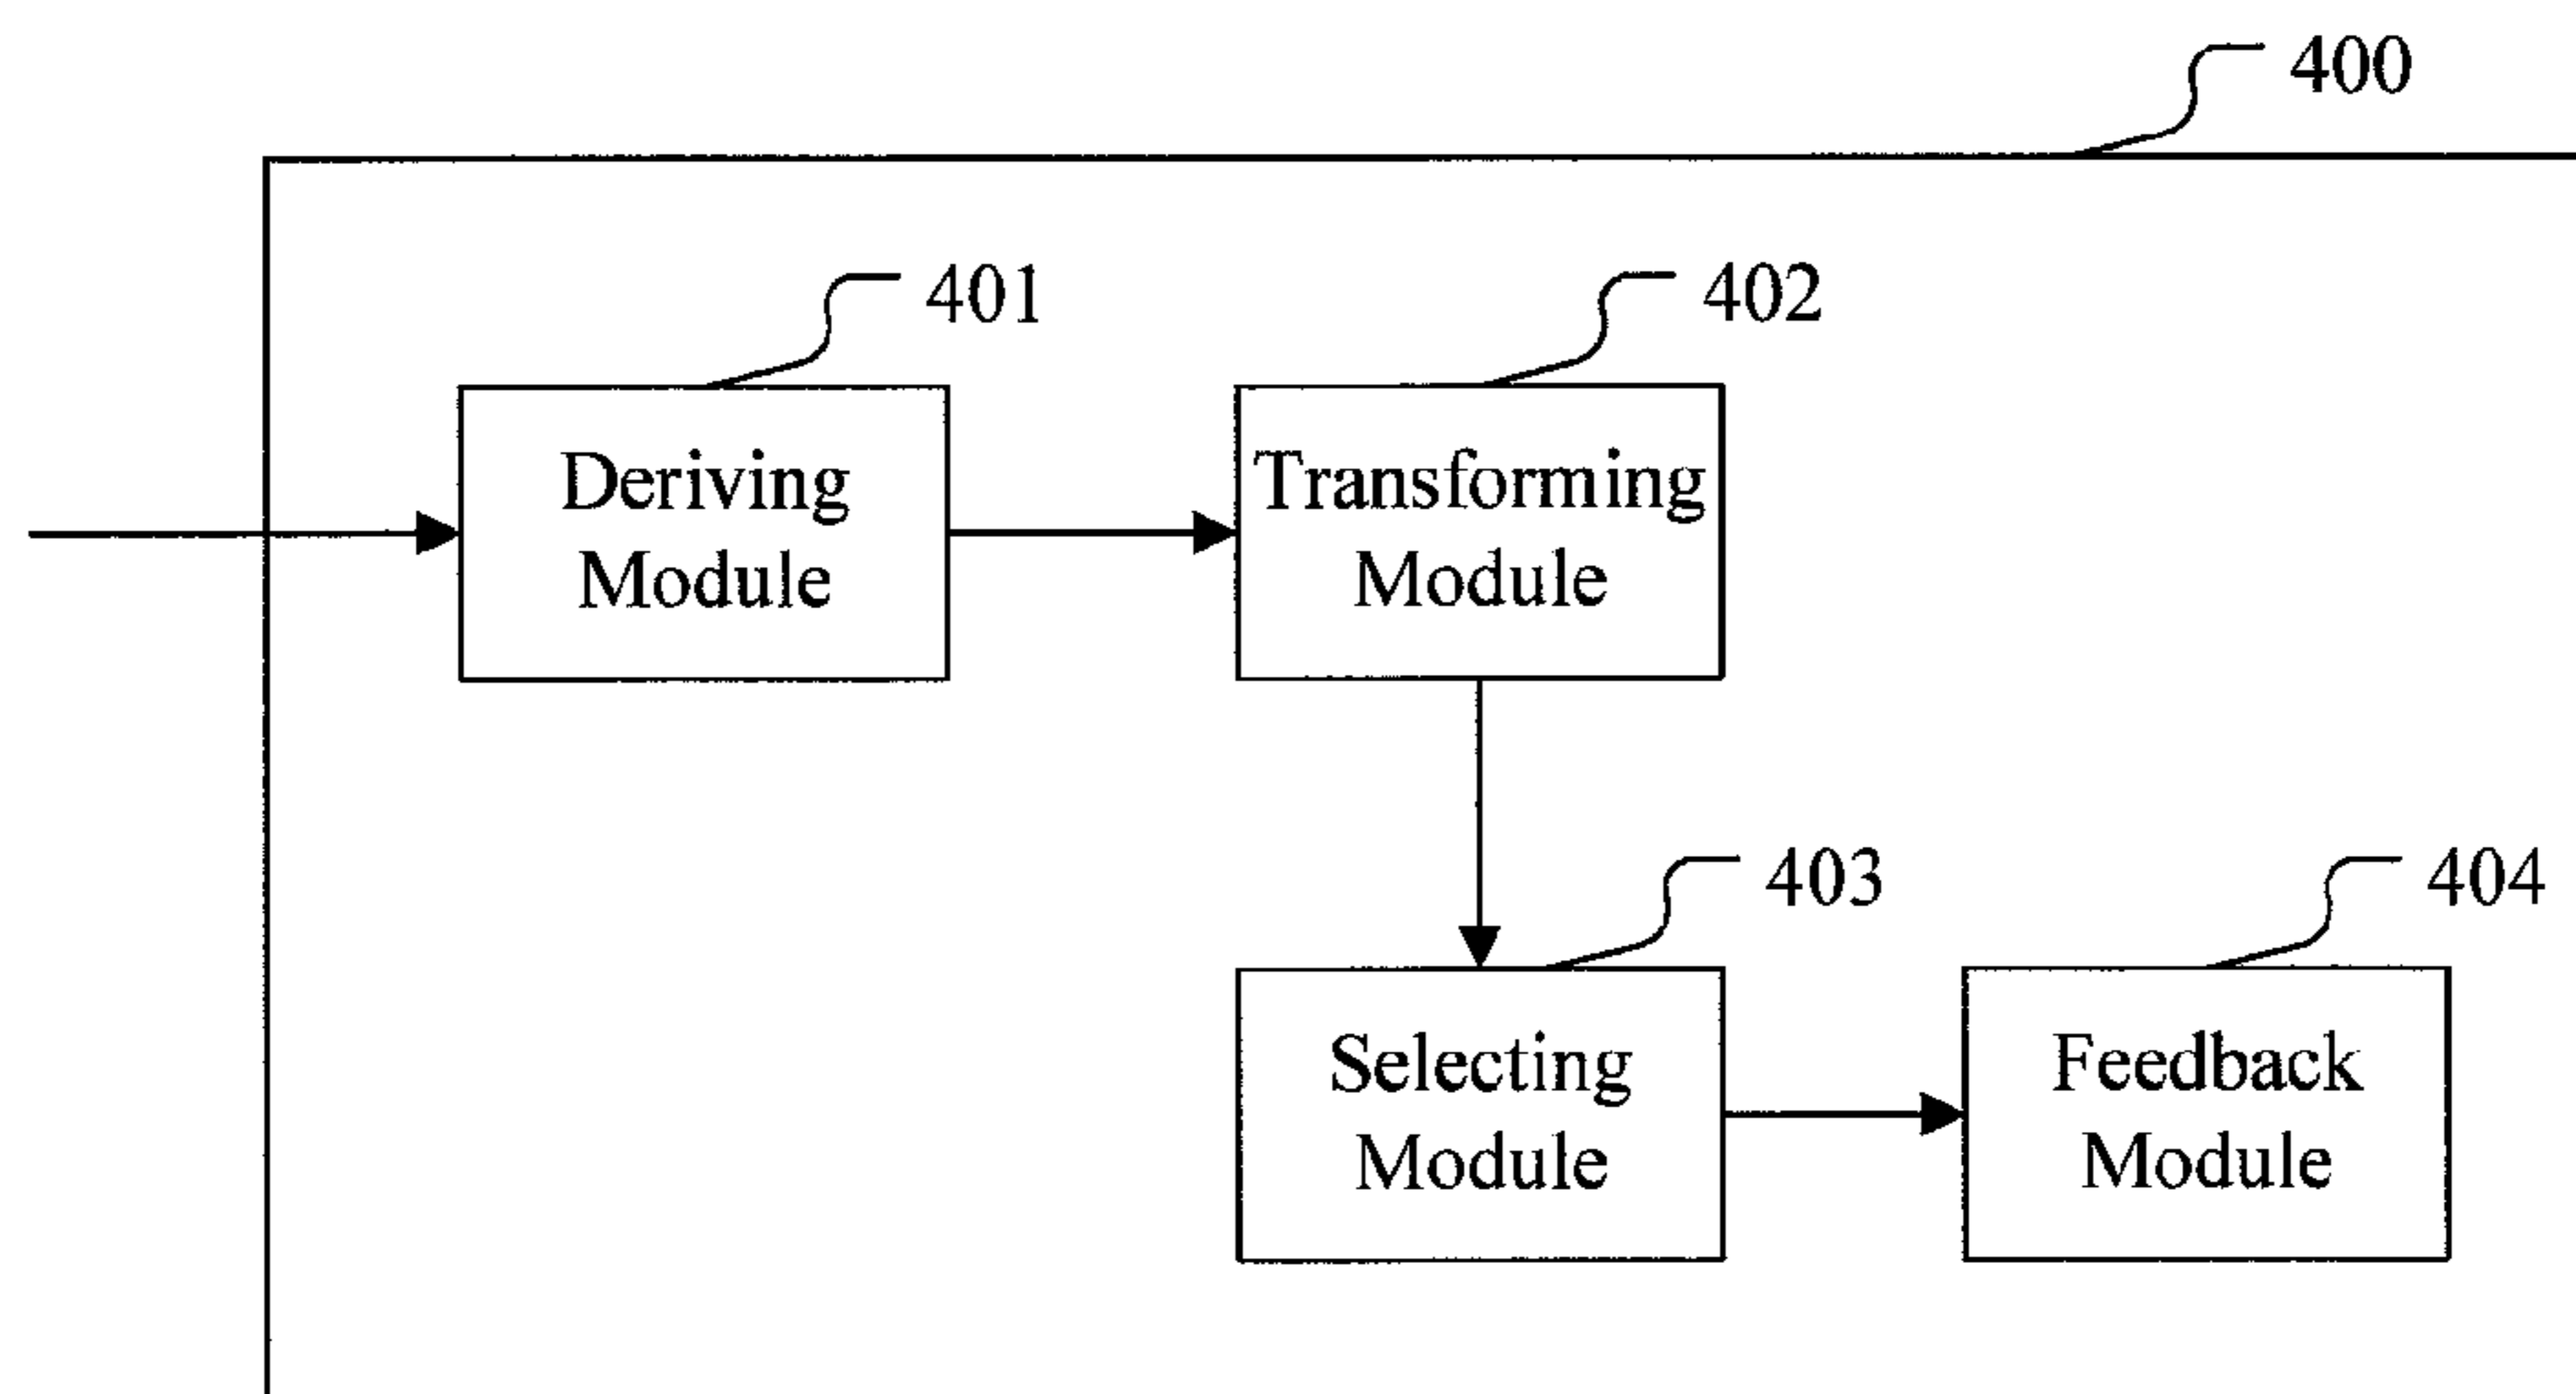 400
401
402
Deriving
Module
Transforming
Module
403
404
Selecting
Module
Feedback
Module